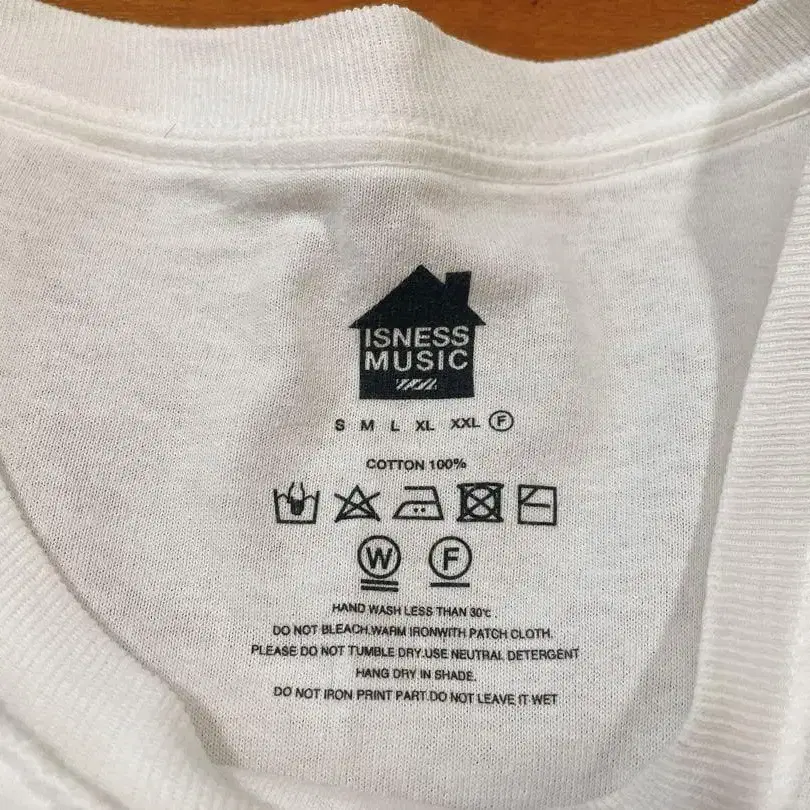 ISNESS
MUSIC
S M L XL XXL F
COTTON 100%
W F
HAND WASH LESS THAN 30℃
DO NOT BLEACH.WARM IRONWITH PATCH CLOTH.
PLEASE DO NOT TUMBLE DRY.USE NEUTRAL DETERGENT
HANG DRY IN SHADE.
DO NOT IRON PRINT PART.DO NOT LEAVE IT WET